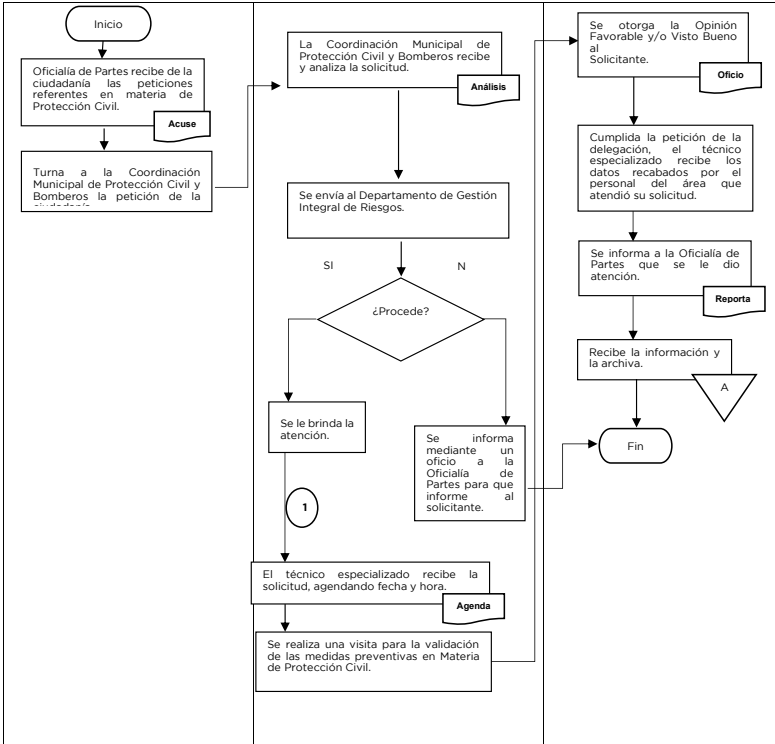 Inicio
Oficialía de Partes recibe de la
ciudadanía las peticiones
referentes en materia de
Protección Civil.
Acuse
Turna a la Coordinación
Municipal de Protección Civil y
Bomberos la petición de la
ciudadanía.
La Coordinación Municipal de
Protección Civil y Bomberos recibe
y analiza la solicitud.
Análisis
Se envía al Departamento de Gestión
Integral de Riesgos.
SI
N
¿Procede?
Se le brinda la
atención.
Se informa
mediante un
oficio a la
Oficialía de
Partes para que
informe al
solicitante.
1
El técnico especializado recibe la
solicitud, agendando fecha y hora.
Agenda
Se realiza una visita para la validación
de las medidas preventivas en Materia
de Protección Civil.
Se otorga la Opinión
Favorable y/o Visto Bueno
al
Solicitante.
Oficio
Cumplida la petición de la
delegación, el técnico
especializado recibe los
datos recabados por el
personal del área que
atendió su solicitud.
Se informa a la Oficialía de
Partes que se le dio
atención.
Reporta
Recibe la información y
la archiva.
A
Fin